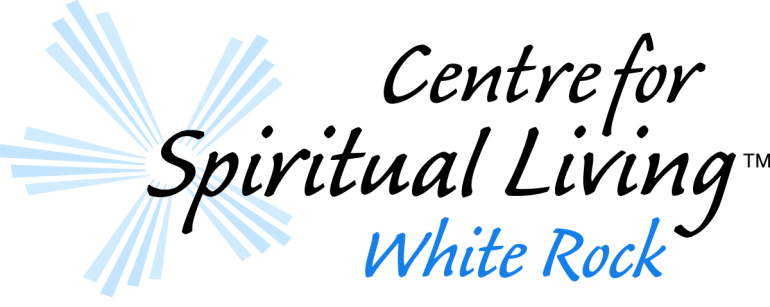 Centre for
Spiritual Living™
White Rock